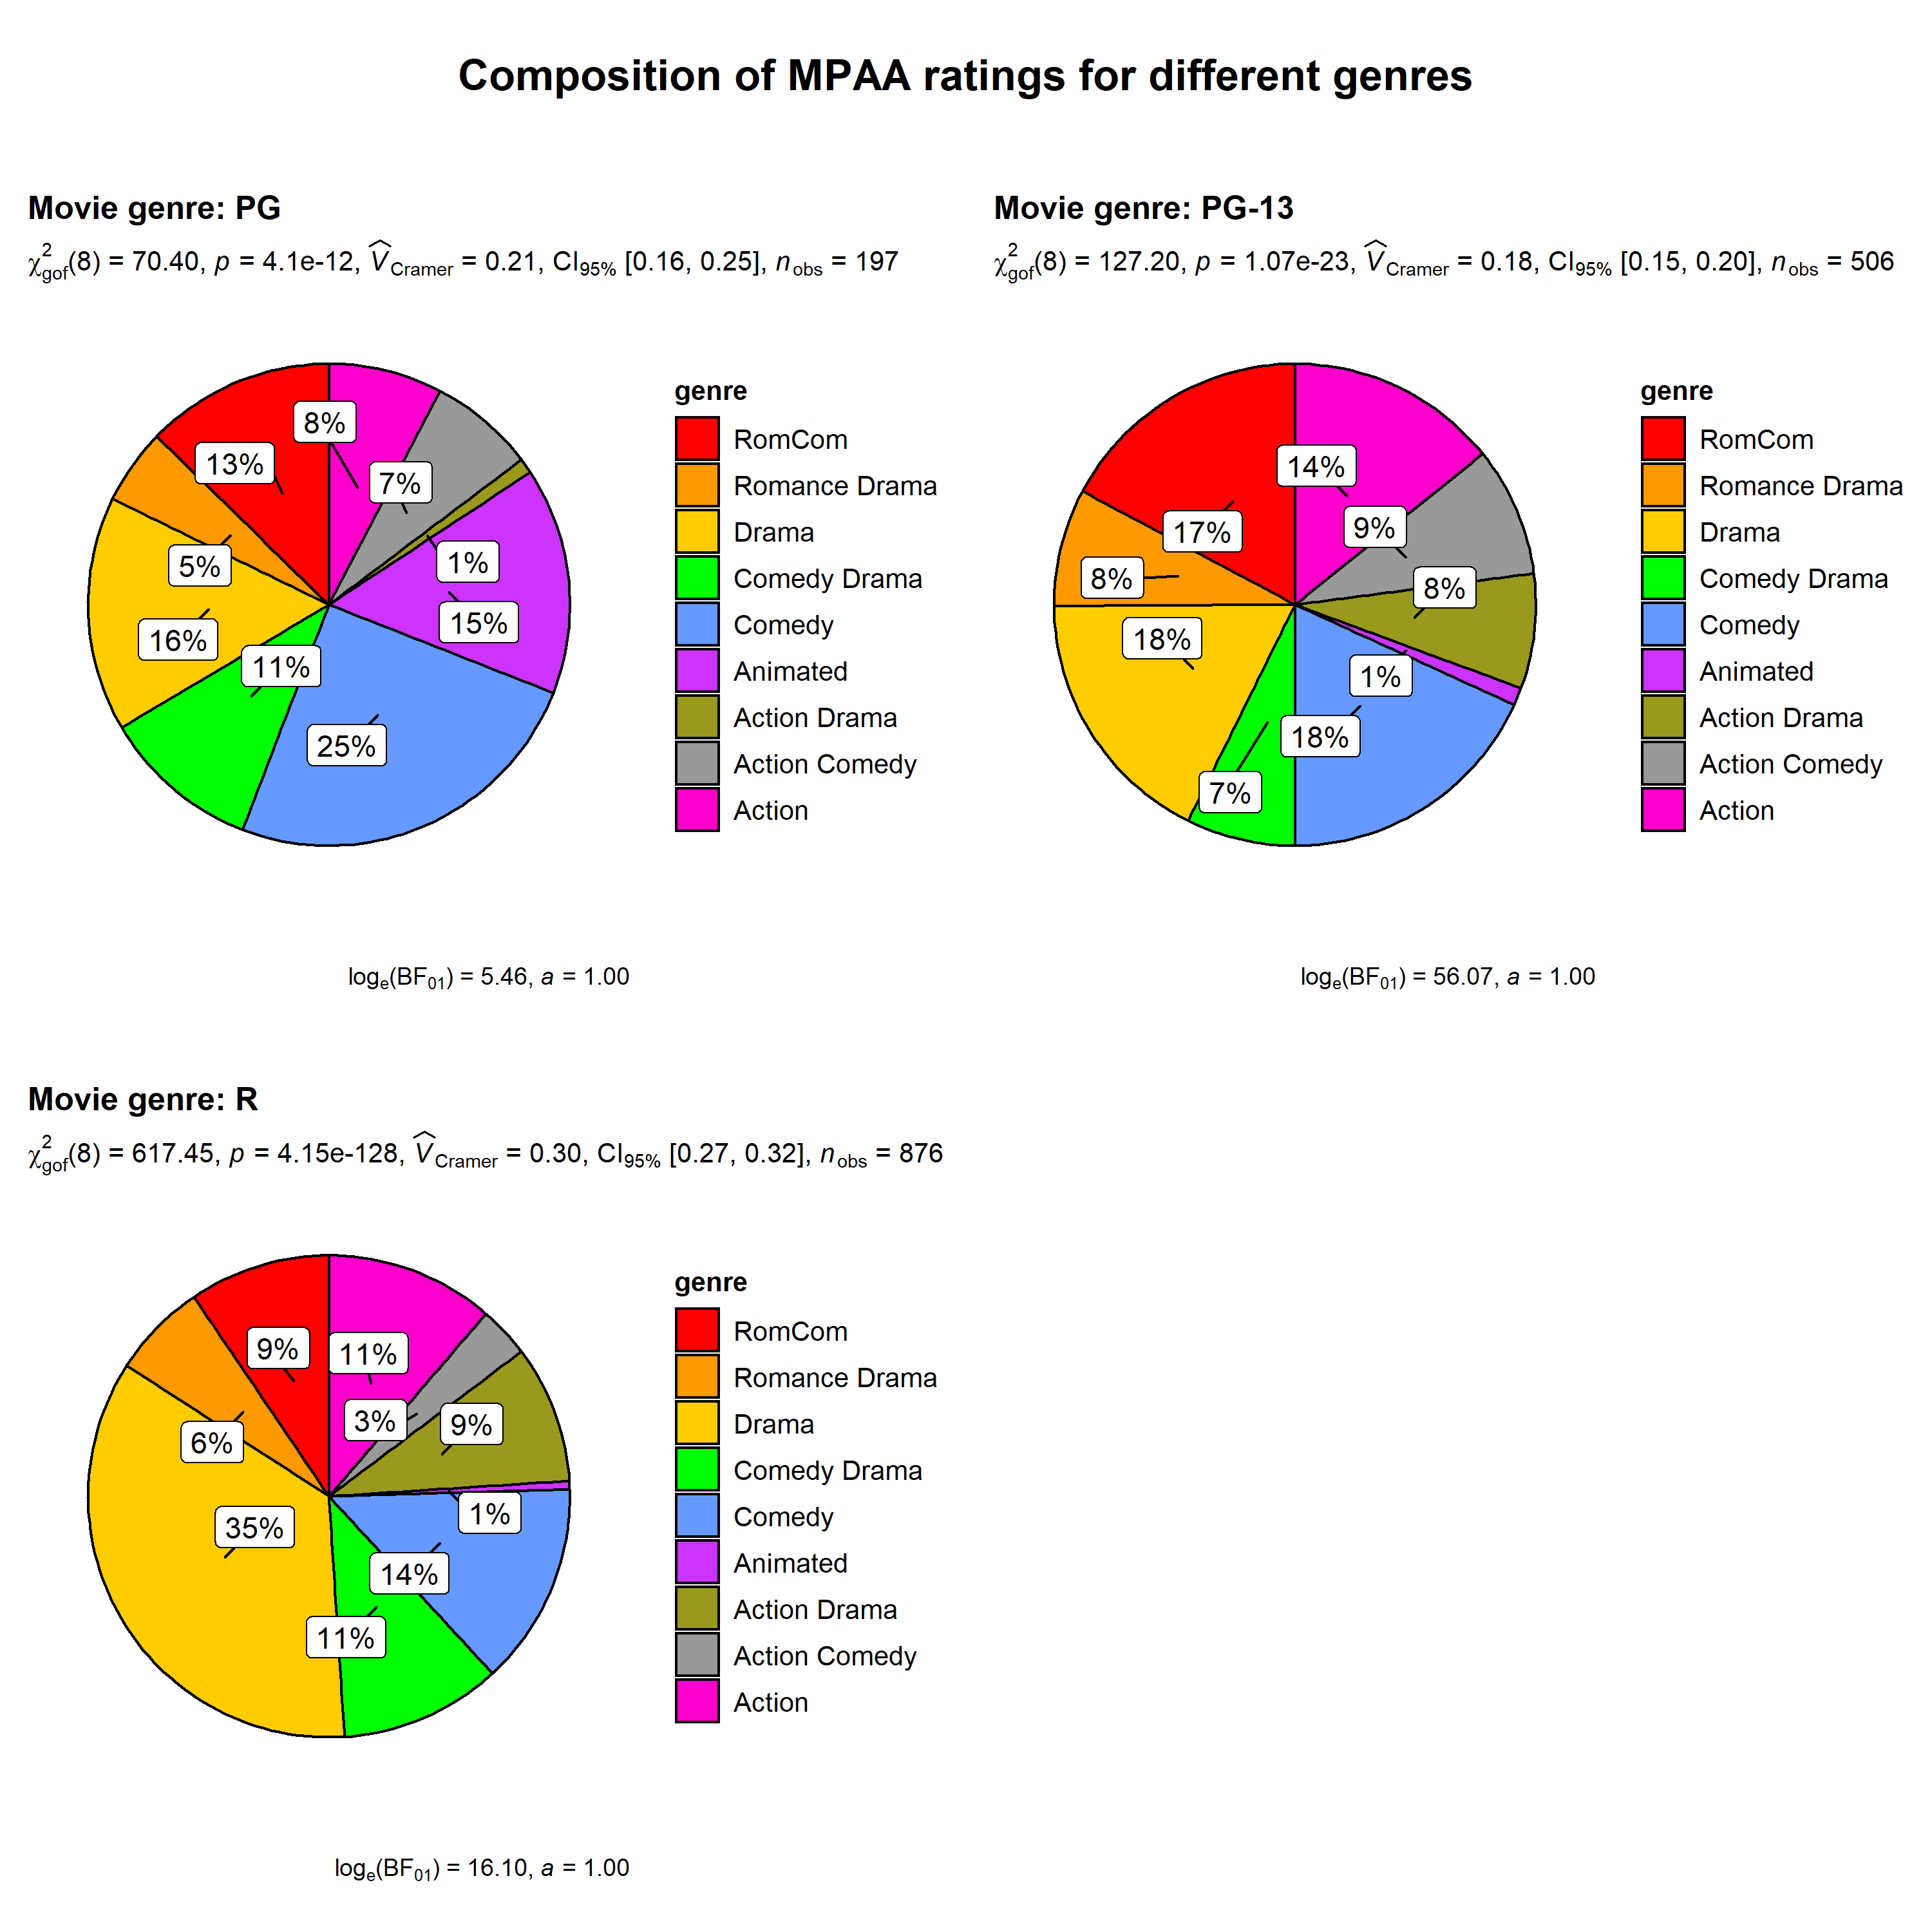 Composition of MPAA ratings for different genres
Movie genre: PG
χ²gof(8) = 70.40, p = 4.1e-12, V̂Cramer = 0.21, CI95% [0.16, 0.25], nobs = 197
8%
13%
7%
1%
5%
15%
16%
11%
25%
genre
RomCom
Romance Drama
Drama
Comedy Drama
Comedy
Animated
Action Drama
Action Comedy
Action
loge(BF01) = 5.46, a = 1.00
Movie genre: PG-13
χ²gof(8) = 127.20, p = 1.07e-23, V̂Cramer = 0.18, CI95% [0.15, 0.20], nobs = 506
14%
17%
9%
8%
8%
18%
1%
18%
7%
genre
RomCom
Romance Drama
Drama
Comedy Drama
Comedy
Animated
Action Drama
Action Comedy
Action
loge(BF01) = 56.07, a = 1.00
Movie genre: R
χ²gof(8) = 617.45, p = 4.15e-128, V̂Cramer = 0.30, CI95% [0.27, 0.32], nobs = 876
9%
11%
3%
9%
6%
1%
35%
14%
11%
genre
RomCom
Romance Drama
Drama
Comedy Drama
Comedy
Animated
Action Drama
Action Comedy
Action
loge(BF01) = 16.10, a = 1.00